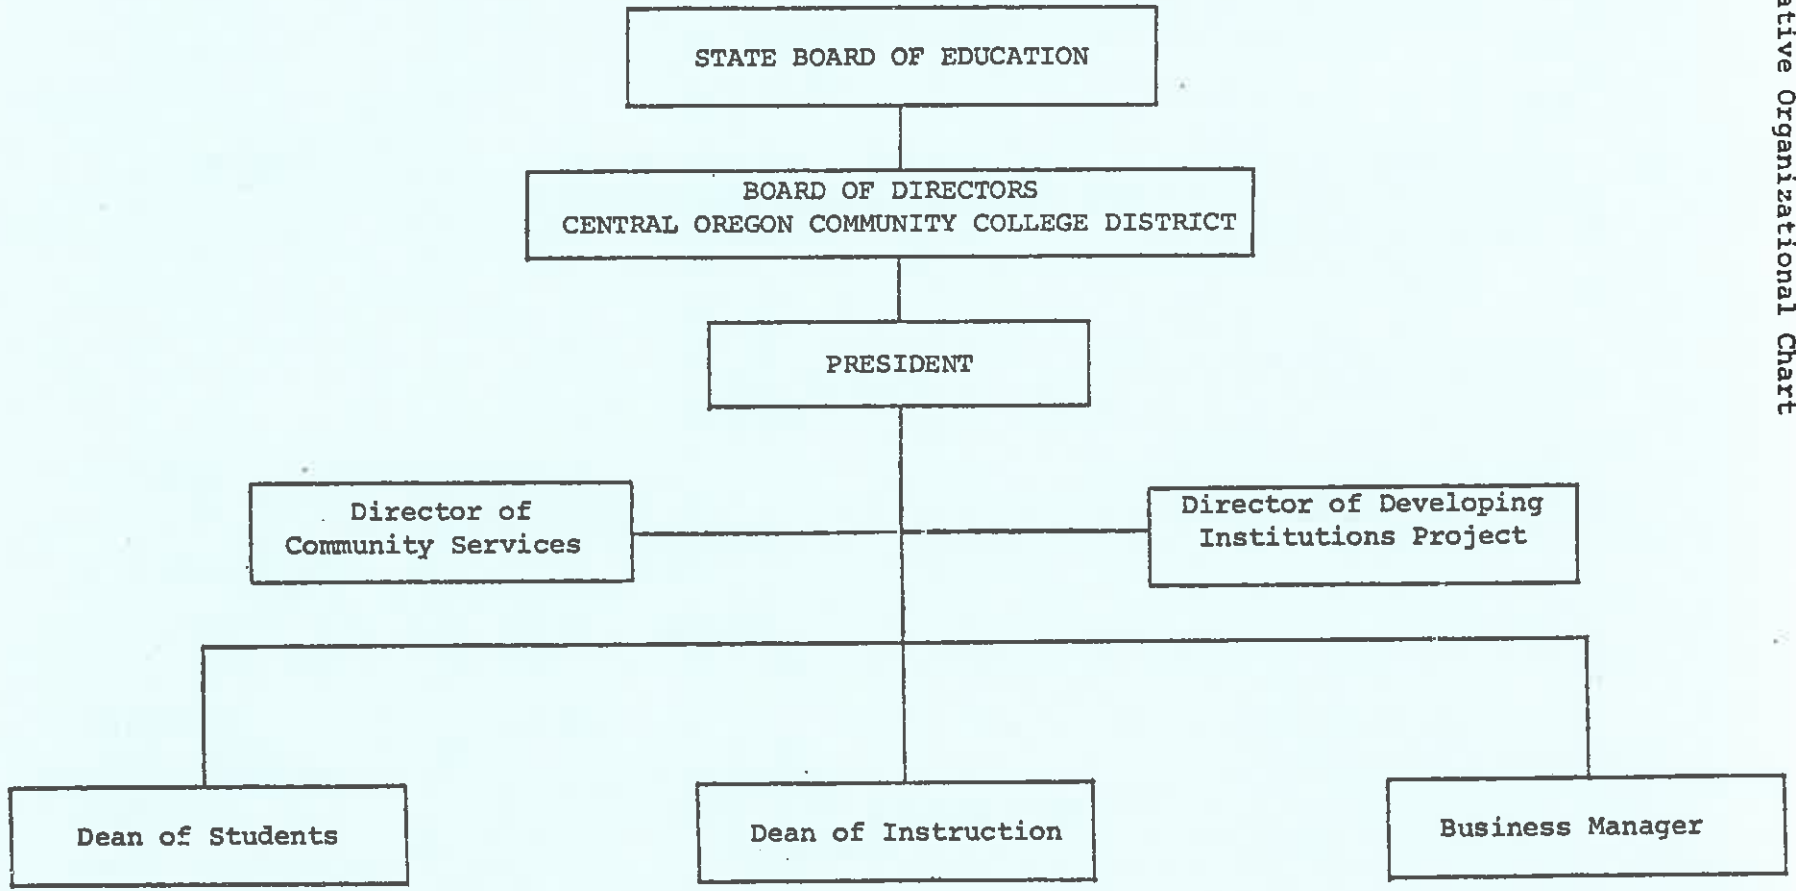 STATE BOARD OF EDUCATION
BOARD OF DIRECTORS
CENTRAL OREGON COMMUNITY COLLEGE DISTRICT
PRESIDENT
Director of
Community Services
Director of Developing
Institutions Project
Dean of Students
Dean of Instruction
Business Manager
Organizational Chart